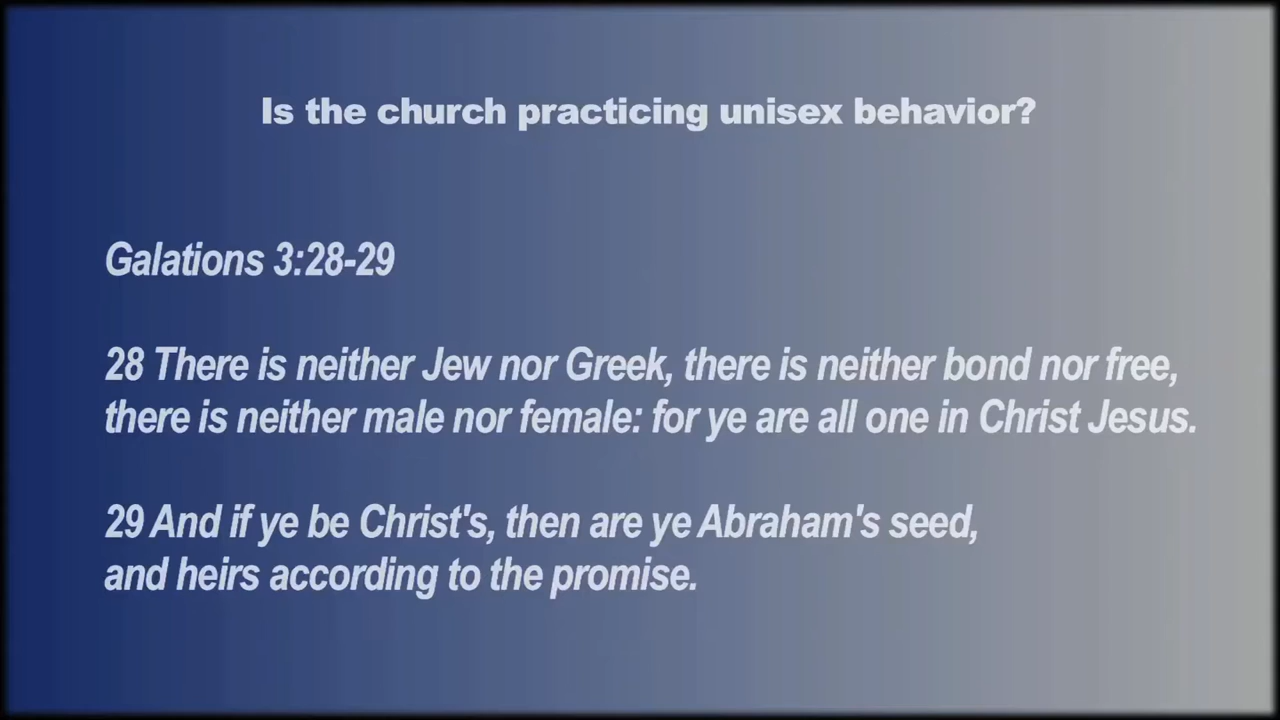 Is the church practicing unisex behavior?
Galations 3:28-29
28 There is neither Jew nor Greek, there is neither bond nor free,
there is neither male nor female: for ye are all one in Christ Jesus.
29 And if ye be Christ's, then are ye Abraham's seed,
and heirs according to the promise.